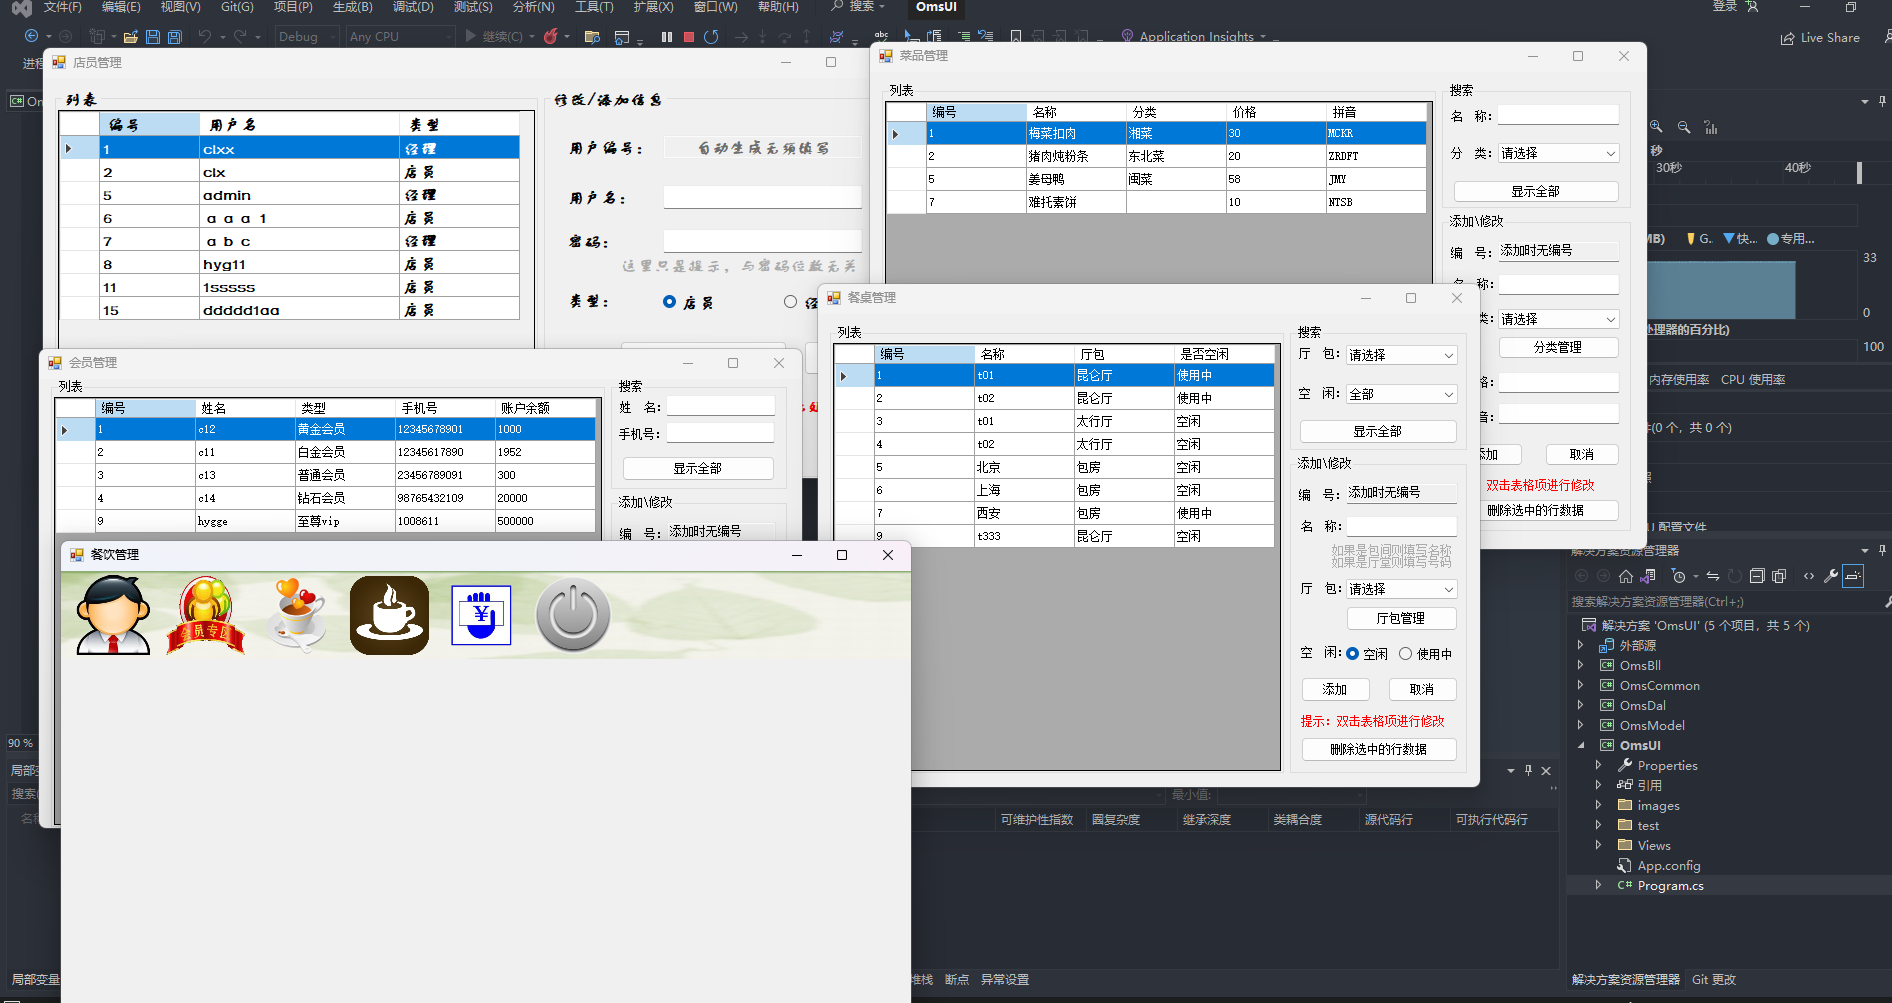 文件(F) 编辑(E) 视图(V) Git(G) 项目(P) 生成(B) 调试(D) 测试(S) 分析(N) 工具(T) 扩展(X) 窗口(W) 帮助(H) 搜索 OmsUI 登录
Debug Any CPU 继续(C) Application Insights Live Share
店员管理
列表
编号 用户名 类型
1 clxx 经理
2 clx 店员
5 admin 经理
6 aaa1 店员
7 abc 经理
8 hyg11 店员
11 1sssss 店员
15 ddddd1aa 店员
修改/添加信息
用户编号： 自动生成无须填写
用户名：
密码：
这里只是提示，与密码位数无关
类型： 店员
菜品管理
列表
编号 名称 分类 价格 拼音
1 梅菜扣肉 湘菜 30 MCKR
2 猪肉炖粉条 东北菜 20 ZRDFT
5 姜母鸭 闽菜 58 JMY
7 难托素饼 10 NTSB
搜索
名 称：
分 类： 请选择
显示全部
添加\修改
编 号： 添加时无编号
称：
类： 请选择
分类管理
格：
音：
添加 取消
双击表格项进行修改
删除选中的行数据
会员管理
列表
编号 姓名 类型 手机号 账户余额
1 cl2 黄金会员 12345678901 1000
2 cl1 白金会员 12345617890 1952
3 cl3 普通会员 23456789091 300
4 cl4 钻石会员 98765432109 20000
9 hygge 至尊vip 1008611 500000
搜索
姓 名：
手机号：
显示全部
添加\修改
编 号： 添加时无编号
餐桌管理
列表
编号 名称 厅包 是否空闲
1 t01 昆仑厅 使用中
2 t02 昆仑厅 使用中
3 t01 太行厅 空闲
4 t02 太行厅 空闲
5 北京 包房 空闲
6 上海 包房 空闲
7 西安 包房 使用中
9 t333 昆仑厅 空闲
搜索
厅 包： 请选择
空 闲： 全部
显示全部
添加\修改
编 号： 添加时无编号
名 称：
如果是包间则填写名称
如果是厅堂则填写号码
厅 包： 请选择
厅包管理
空 闲： 空闲 使用中
添加 取消
提示：双击表格项进行修改
删除选中的行数据
餐饮管理
会员专区
¥
秒
30秒 40秒
MB) G.. 快... 专用...
33
0
处理器的百分比)
100
内存使用率 CPU 使用率
(0 个，共 0 个)
配置文件
解决方案资源管理器
搜索解决方案资源管理器(Ctrl+;)
解决方案 'OmsUI' (5 个项目，共 5 个)
外部源
OmsBll
OmsCommon
OmsDal
OmsModel
OmsUI
Properties
引用
images
test
Views
App.config
C# Program.cs
解决方案资源管理器 Git 更改
90 %
最小值:
可维护性指数 圈复杂度 继承深度 类耦合度 源代码行 可执行代码行
局部变量 堆栈 断点 异常设置